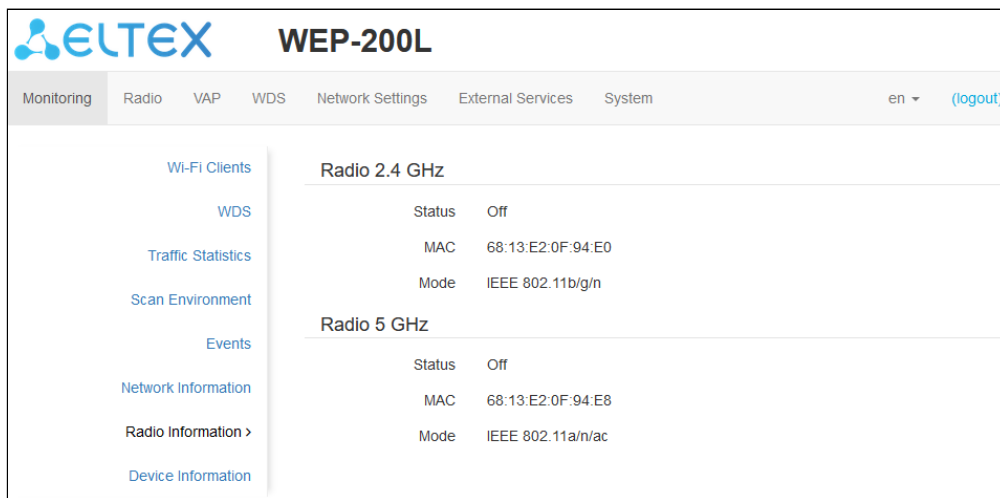 ELTEX WEP-200L
Monitoring Radio VAP WDS Network Settings External Services System en (logout)
Wi-Fi Clients
WDS
Traffic Statistics
Scan Environment
Events
Network Information
Radio Information >
Device Information
Radio 2.4 GHz
Status Off
MAC 68:13:E2:0F:94:E0
Mode IEEE 802.11b/g/n
Radio 5 GHz
Status Off
MAC 68:13:E2:0F:94:E8
Mode IEEE 802.11a/n/ac